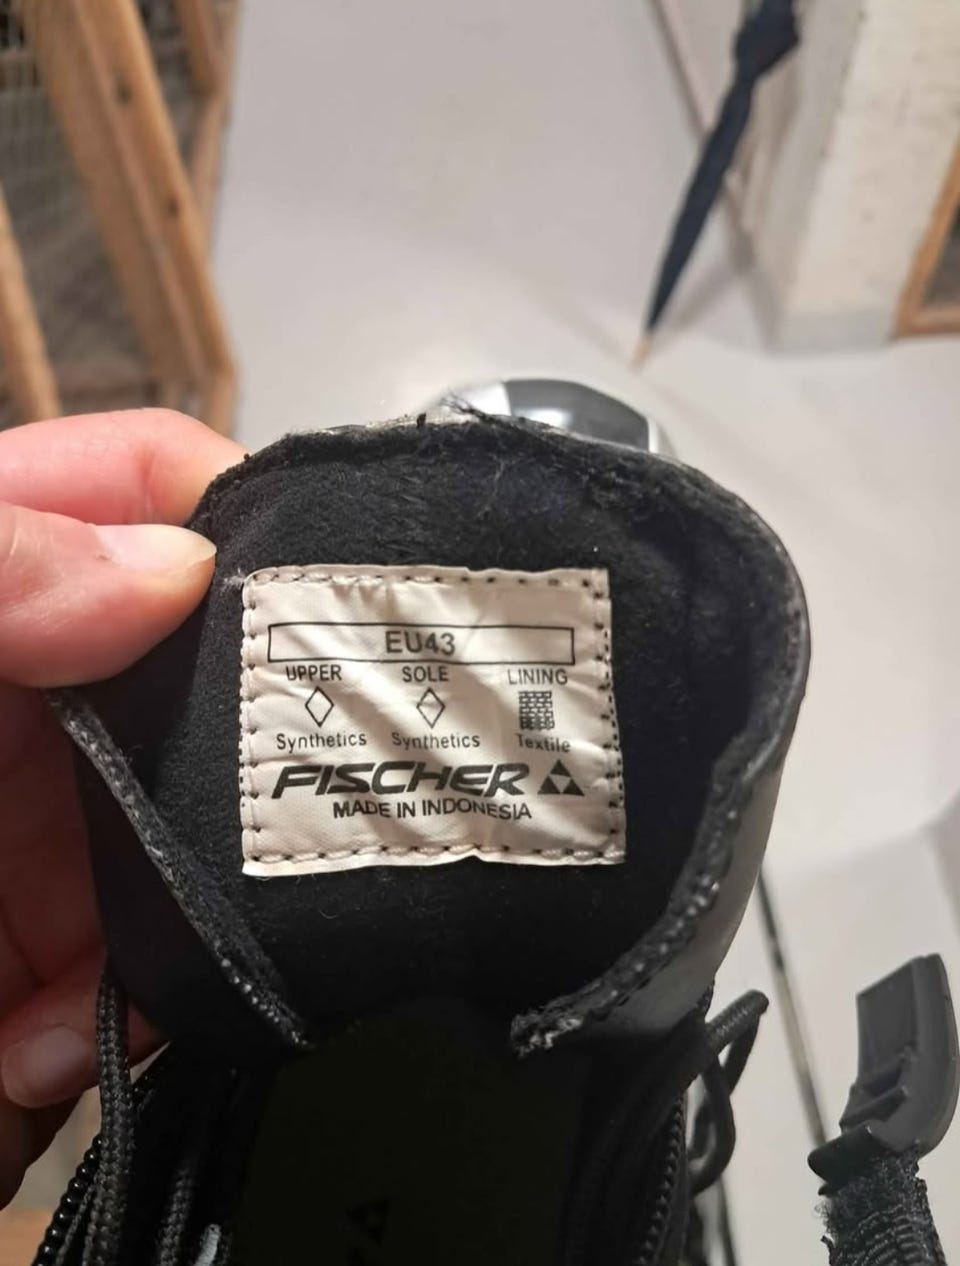 EU43
UPPER SOLE LINING
Synthetics Synthetics Textile
FISCHER
MADE IN INDONESIA